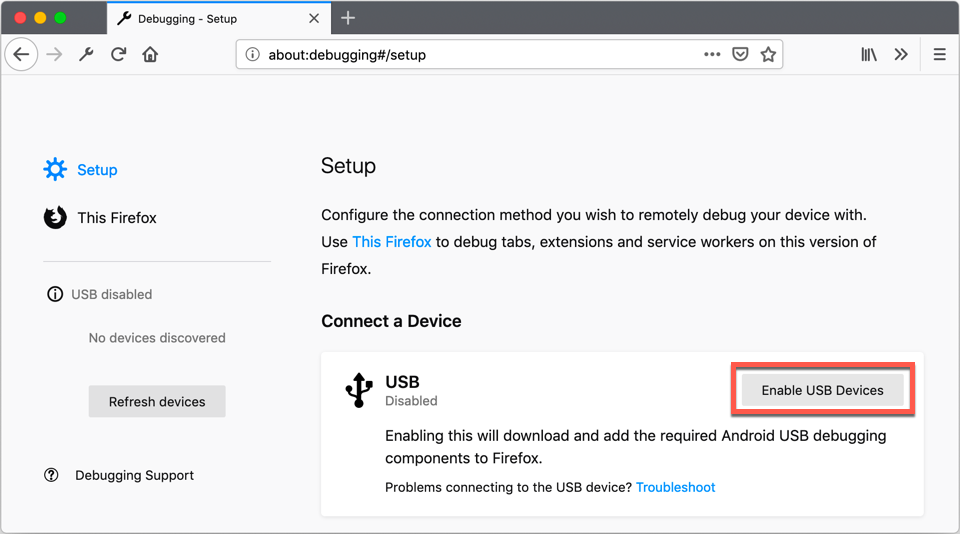 Debugging - Setup
about:debugging#/setup
Setup
This Firefox
USB disabled
No devices discovered
Refresh devices
Debugging Support
Setup
Configure the connection method you wish to remotely debug your device with.
Use This Firefox to debug tabs, extensions and service workers on this version of
Firefox.
Connect a Device
USB
Disabled
Enable USB Devices
Enabling this will download and add the required Android USB debugging
components to Firefox.
Problems connecting to the USB device? Troubleshoot